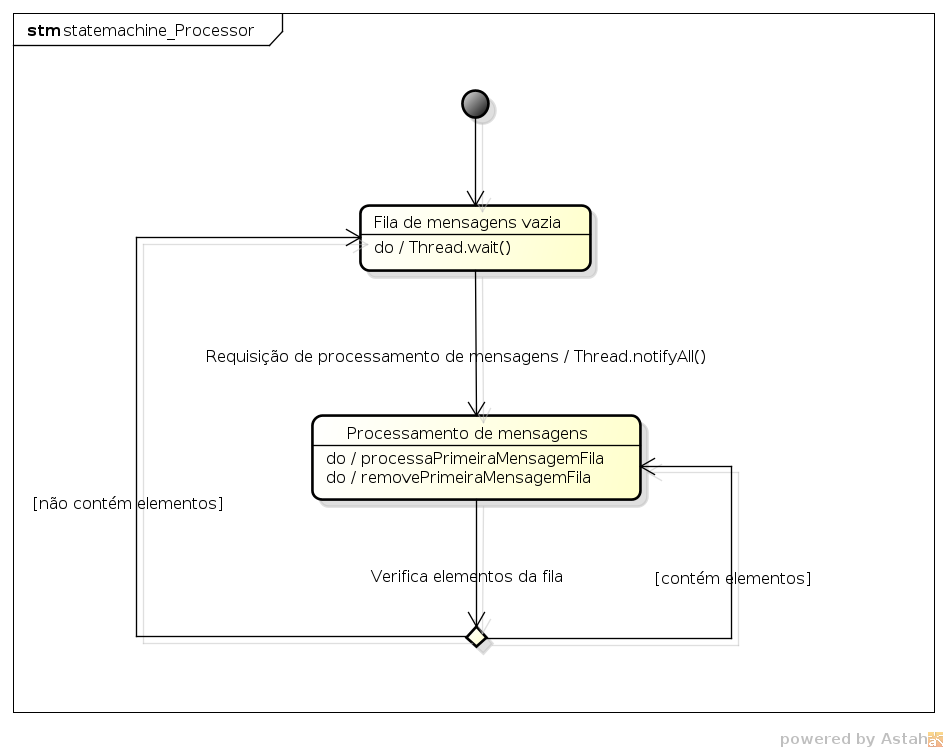 stm statemachine_Processor
Fila de mensagens vazia
do / Thread.wait()
Requisição de processamento de mensagens / Thread.notifyAll()
Processamento de mensagens
do / processaPrimeiraMensagemFila
do / removePrimeiraMensagemFila
[não contém elementos]
Verifica elementos da fila
[contém elementos]
powered by Astah